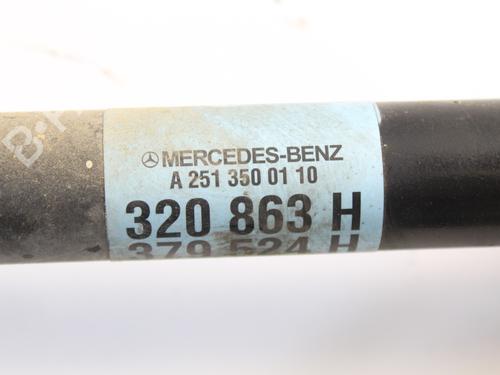 MERCEDES-BENZ
A 251 350 01 10
320 863 H
379 524 H